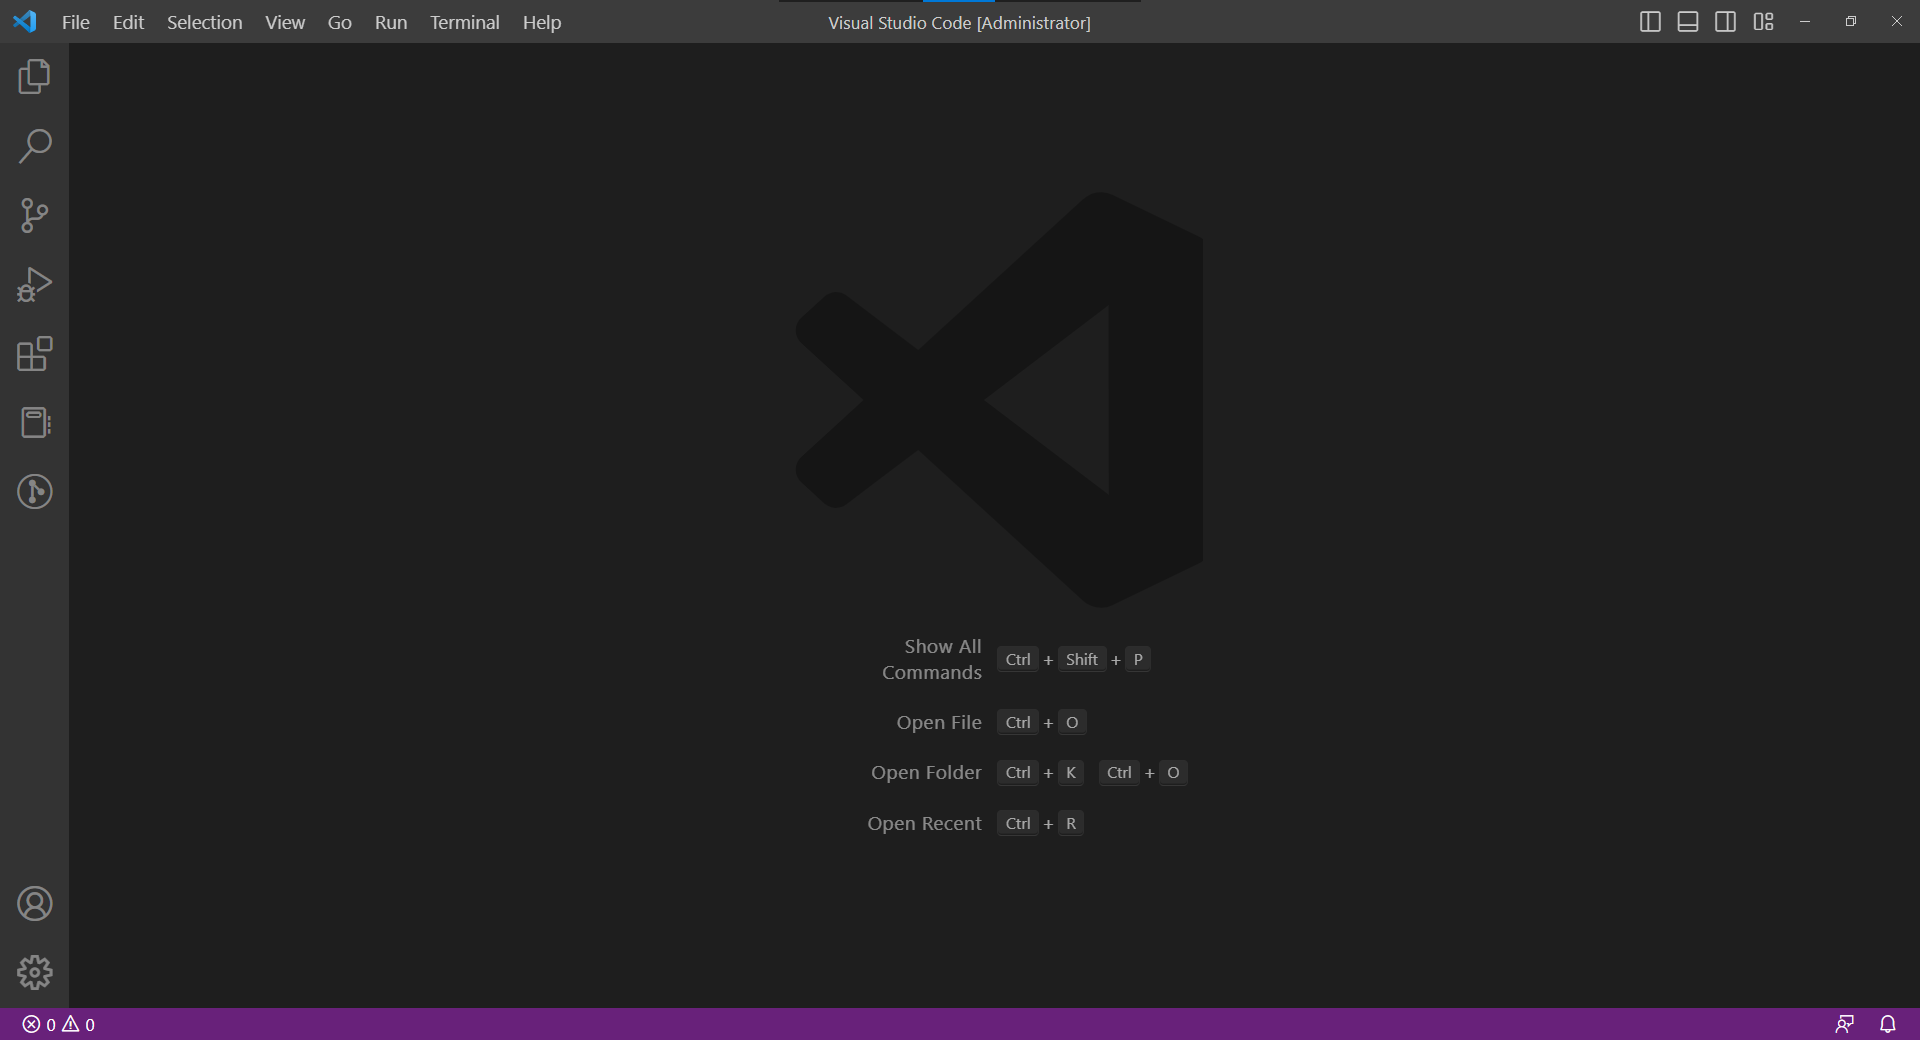 File Edit Selection View Go Run Terminal Help
Visual Studio Code [Administrator]
Show All
Commands
Ctrl + Shift + P
Open File Ctrl + O
Open Folder Ctrl + K Ctrl + O
Open Recent Ctrl + R
0 0